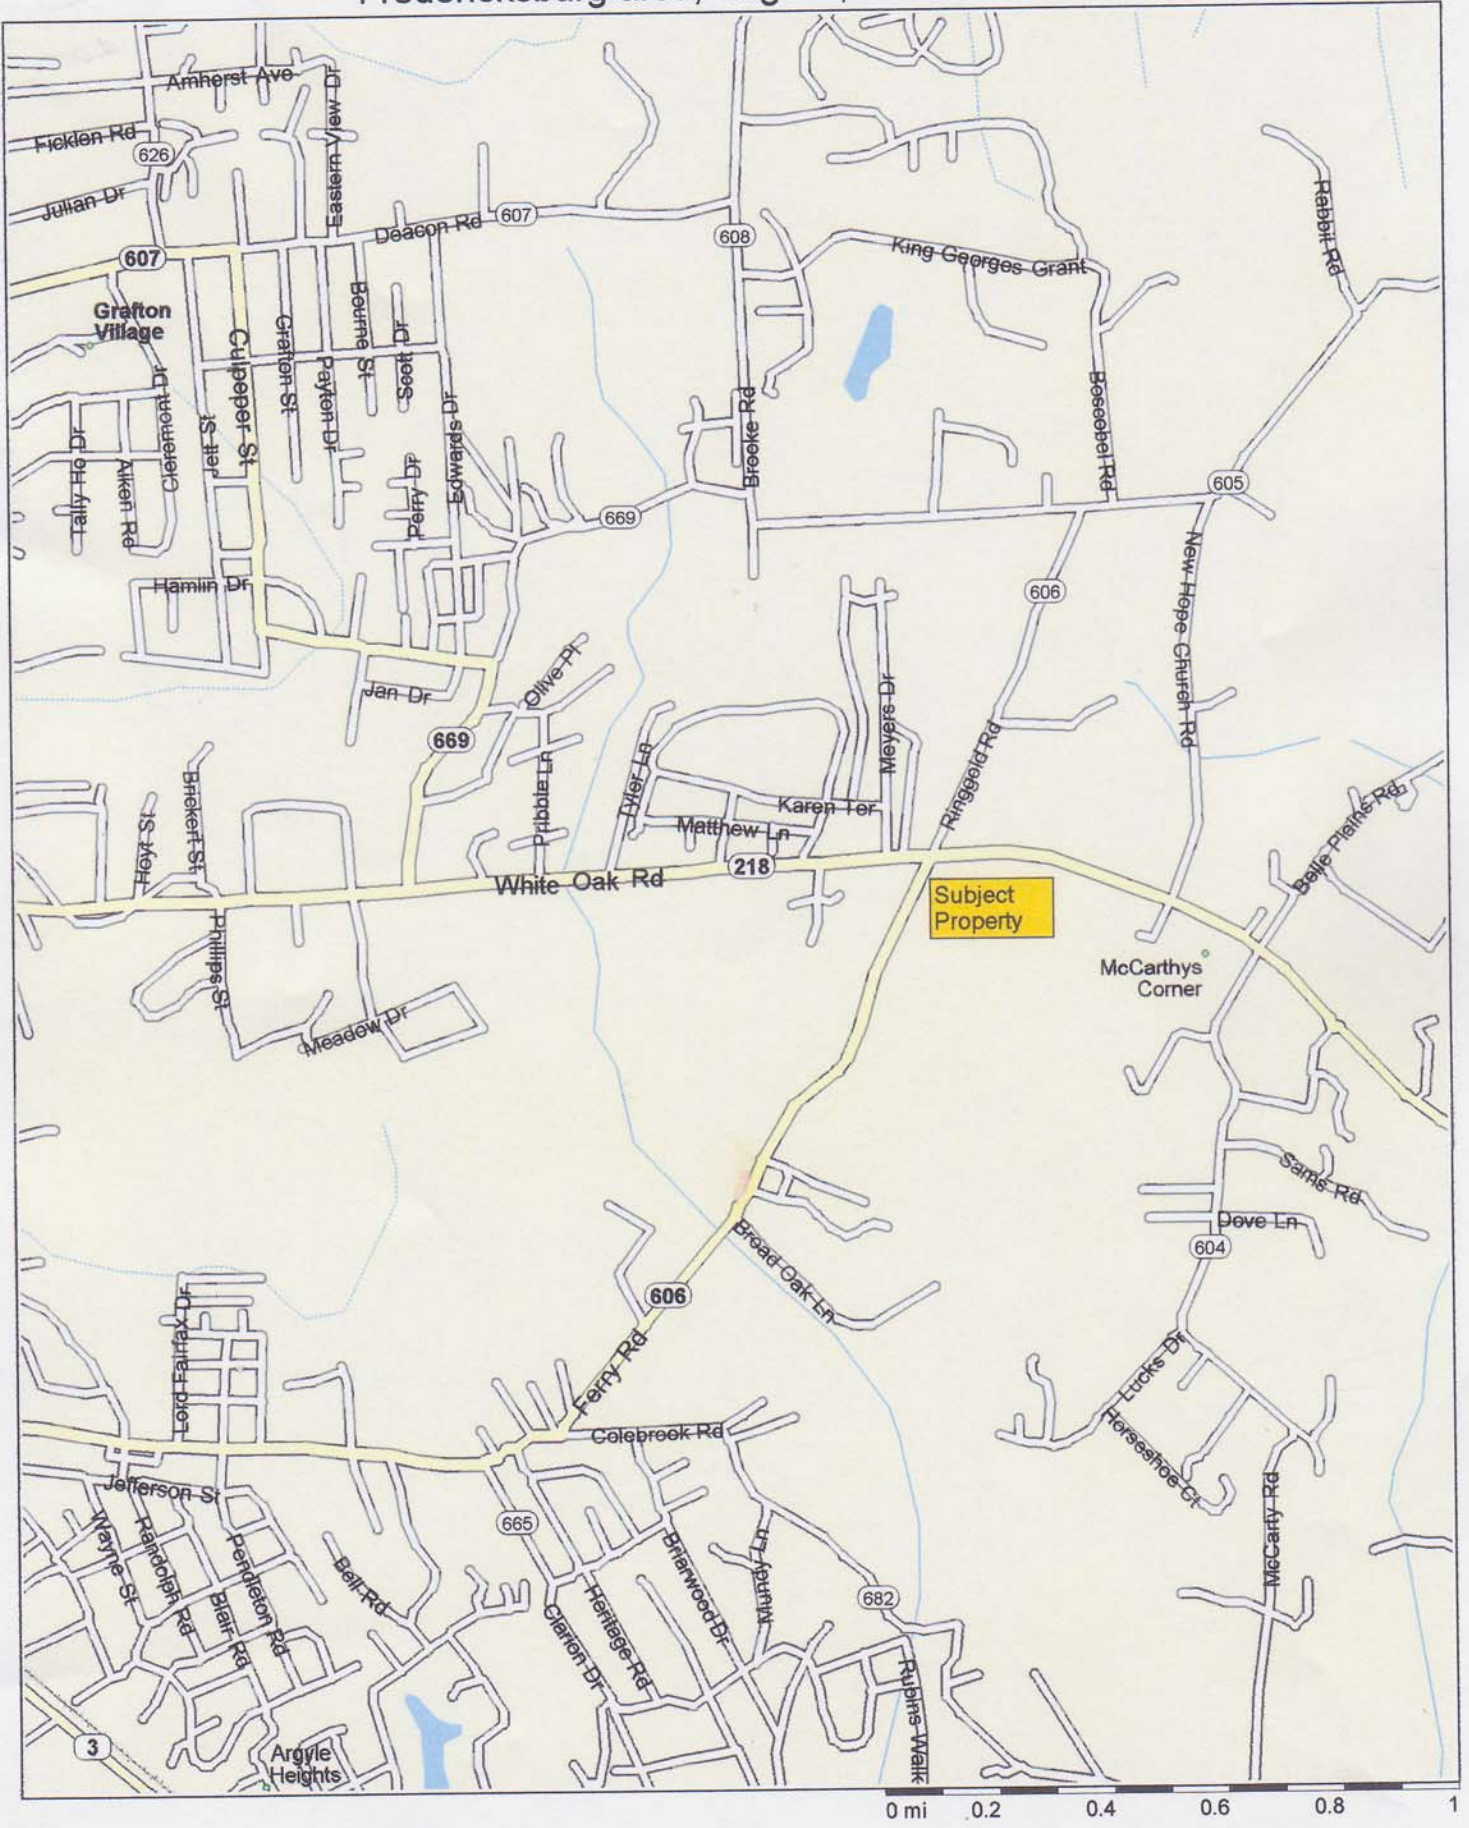 Amherst Ave
Eastern View Dr
Ficklen Rd
626
Julian Dr
Deacon Rd
607
608
607
King Georges Grant
Rabbit Rd
Grafton
Village
Culpeper St
Grafton St
Payton Dr
Bourne St
Scott Dr
Claremont Dr
Jett St
Edwards Dr
Brooke Rd
Boscobel Rd
Tally Ho Dr
Aiken Rd
Perry Dr
605
669
New Hope Church Rd
Hamlin Dr
606
Jan Dr
Olive Pl
Meyers Dr
669
Ringgold Rd
Brickert St
Hoyt St
Pribble Ln
Tyler Ln
Karen Ter
Matthew Ln
Belle Plains Rd
218
White Oak Rd
Subject
Property
Phillips St
McCarthys
Corner
Meadow Dr
Sams Rd
Dove Ln
Broad Oak Ln
604
606
Lord Fairfax Dr
Ferry Rd
Lucks Dr
Colebrook Rd
Horseshoe Ct
Jefferson St
665
McCarty Rd
Wayne St
Randolph Rd
Blair Rd
Pendleton Rd
Bell Rd
Clarion Dr
Heritage Rd
Briarwood Dr
Mundy Ln
682
Rubins Walk
3
Argyle
Heights
0 mi 0.2 0.4 0.6 0.8 1